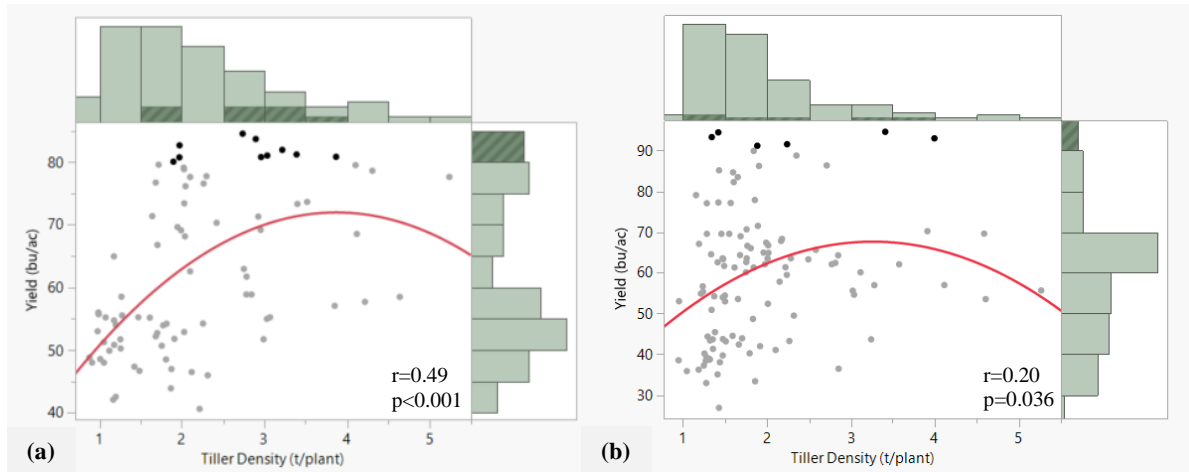 80
70
60
50
40
Yield (bu/ac)
r=0.49
p<0.001
1 2 3 4 5
(a)
Tiller Density (t/plant)
90
80
70
60
50
40
30
Yield (bu/ac)
r=0.20
p=0.036
1 2 3 4 5
(b)
Tiller Density (t/plant)